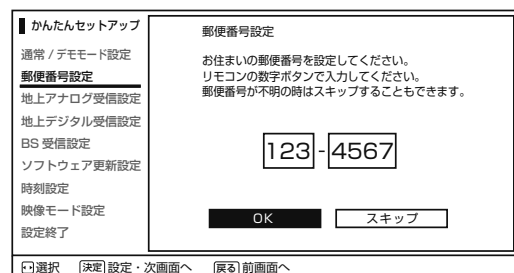 かんたんセットアップ
通常 / デモモード設定
郵便番号設定
地上アナログ受信設定
地上デジタル受信設定
BS 受信設定
ソフトウェア更新設定
時刻設定
映像モード設定
設定終了
郵便番号設定
お住まいの郵便番号を設定してください。
リモコンの数字ボタンで入力してください。
郵便番号が不明の時はスキップすることもできます。
123 - 4567
OK スキップ
選択 決定 設定・次画面へ 戻る 前画面へ